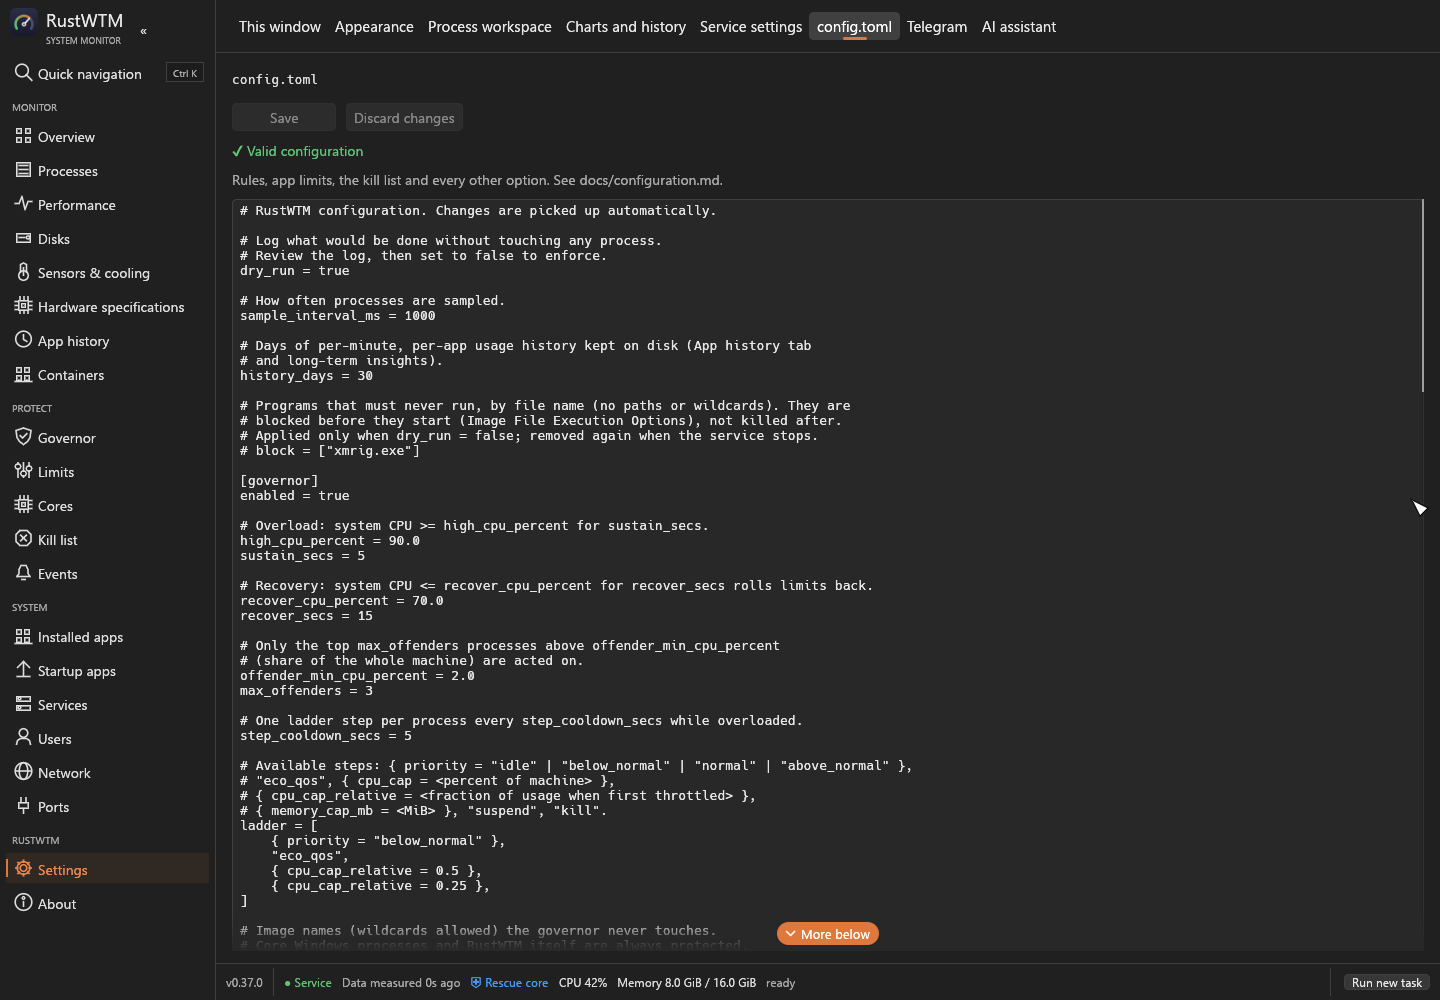 RustWTM
SYSTEM MONITOR
«
Quick navigation
Ctrl K
MONITOR
Overview
Processes
Performance
Disks
Sensors & cooling
Hardware specifications
App history
Containers
PROTECT
Governor
Limits
Cores
Kill list
Events
SYSTEM
Installed apps
Startup apps
Services
Users
Network
Ports
RUSTWTM
Settings
About
This window
Appearance
Process workspace
Charts and history
Service settings
config.toml
Telegram
AI assistant
config.toml
Save
Discard changes
✓ Valid configuration
Rules, app limits, the kill list and every other option. See docs/configuration.md.
# RustWTM configuration. Changes are picked up automatically.
# Log what would be done without touching any process.
# Review the log, then set to false to enforce.
dry_run = true
# How often processes are sampled.
sample_interval_ms = 1000
# Days of per-minute, per-app usage history kept on disk (App history tab
# and long-term insights).
history_days = 30
# Programs that must never run, by file name (no paths or wildcards). They are
# blocked before they start (Image File Execution Options), not killed after.
# Applied only when dry_run = false; removed again when the service stops.
# block = ["xmrig.exe"]
[governor]
enabled = true
# Overload: system CPU >= high_cpu_percent for sustain_secs.
high_cpu_percent = 90.0
sustain_secs = 5
# Recovery: system CPU <= recover_cpu_percent for recover_secs rolls limits back.
recover_cpu_percent = 70.0
recover_secs = 15
# Only the top max_offenders processes above offender_min_cpu_percent
# (share of the whole machine) are acted on.
offender_min_cpu_percent = 2.0
max_offenders = 3
# One ladder step per process every step_cooldown_secs while overloaded.
step_cooldown_secs = 5
# Available steps: { priority = "idle" | "below_normal" | "normal" | "above_normal" },
# "eco_qos", { cpu_cap = <percent of machine> },
# { cpu_cap_relative = <fraction of usage when first throttled> },
# { memory_cap_mb = <MiB> }, "suspend", "kill".
ladder = [
    { priority = "below_normal" },
    "eco_qos",
    { cpu_cap_relative = 0.5 },
    { cpu_cap_relative = 0.25 },
]
# Image names (wildcards allowed) the governor never touches.
# Core Windows processes and RustWTM itself are always protected.
More below
v0.37.0
Service
Data measured 0s ago
Rescue core
CPU 42%
Memory 8.0 GiB / 16.0 GiB
ready
Run new task